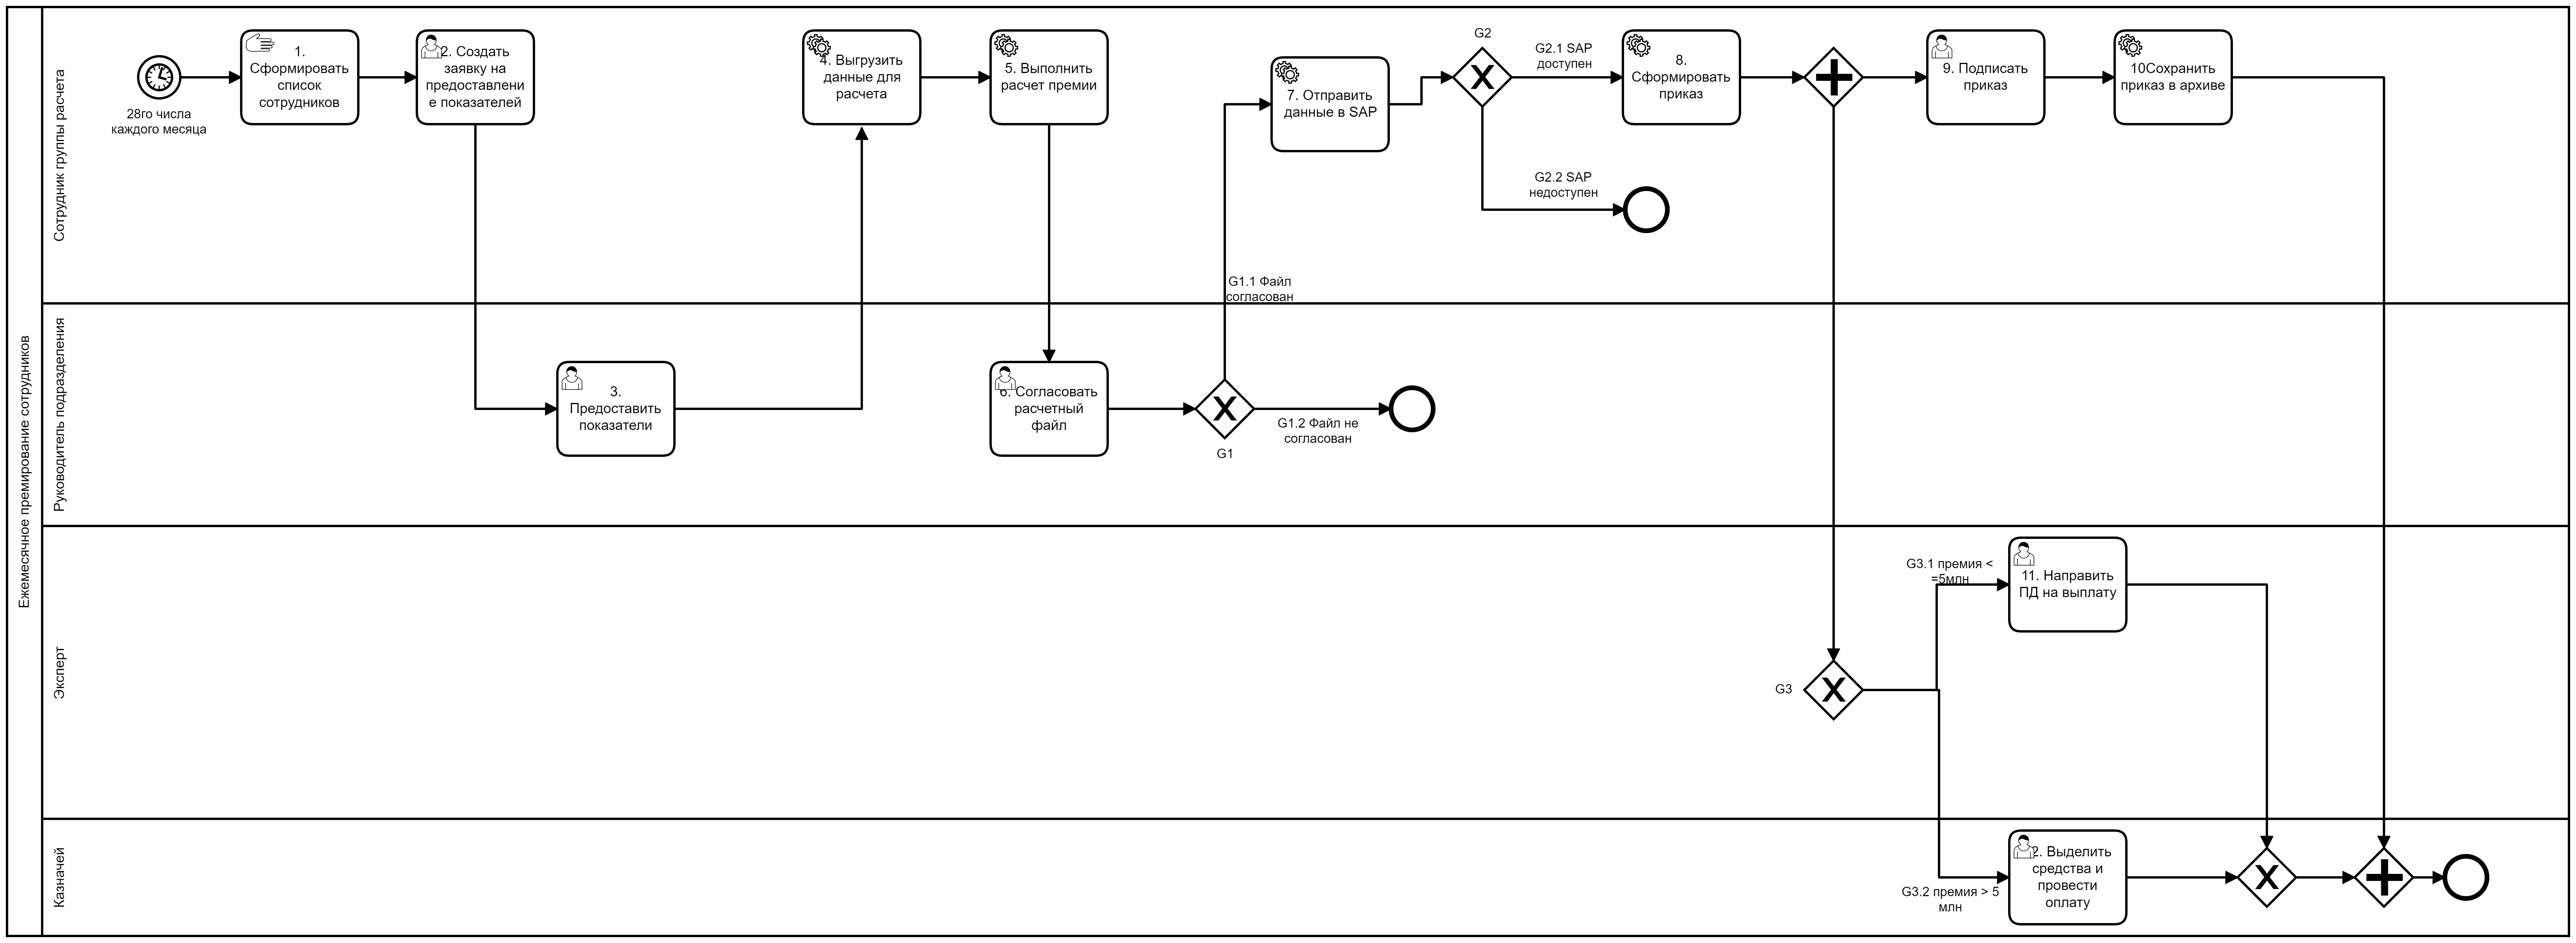 Ежемесячное премирование сотрудников
Сотрудник группы расчета
28го числа
каждого месяца
1.
Сформировать
список
сотрудников
2. Создать
заявку на
предоставлени
е показателей
4. Выгрузить
данные для
расчета
5. Выполнить
расчет премии
7. Отправить
данные в SAP
G2
G2.1 SAP
доступен
G2.2 SAP
недоступен
8.
Сформировать
приказ
9. Подписать
приказ
10Сохранить
приказ в архиве
G1.1 Файл
согласован
Руководитель подразделения
3.
Предоставить
показатели
6. Согласовать
расчетный
файл
G1
G1.2 Файл не
согласован
Эксперт
G3
G3.1 премия <
=5млн
11. Направить
ПД на выплату
Казначей
G3.2 премия > 5
млн
2. Выделить
средства и
провести
оплату